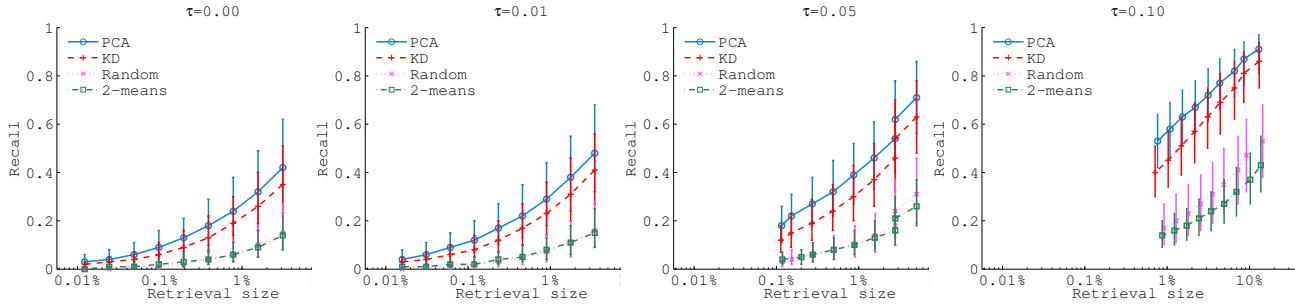 τ=0.00
1
0.8
0.6
0.4
0.2
0
Recall
PCA
KD
Random
2-means
0.01%
0.1%
1%
Retrieval size
τ=0.01
1
0.8
0.6
0.4
0.2
0
Recall
PCA
KD
Random
2-means
0.01%
0.1%
1%
Retrieval size
τ=0.05
1
0.8
0.6
0.4
0.2
0
Recall
PCA
KD
Random
2-means
0.01%
0.1%
1%
Retrieval size
τ=0.10
1
0.8
0.6
0.4
0.2
0
Recall
PCA
KD
Random
2-means
0.1%
1%
10%
Retrieval size